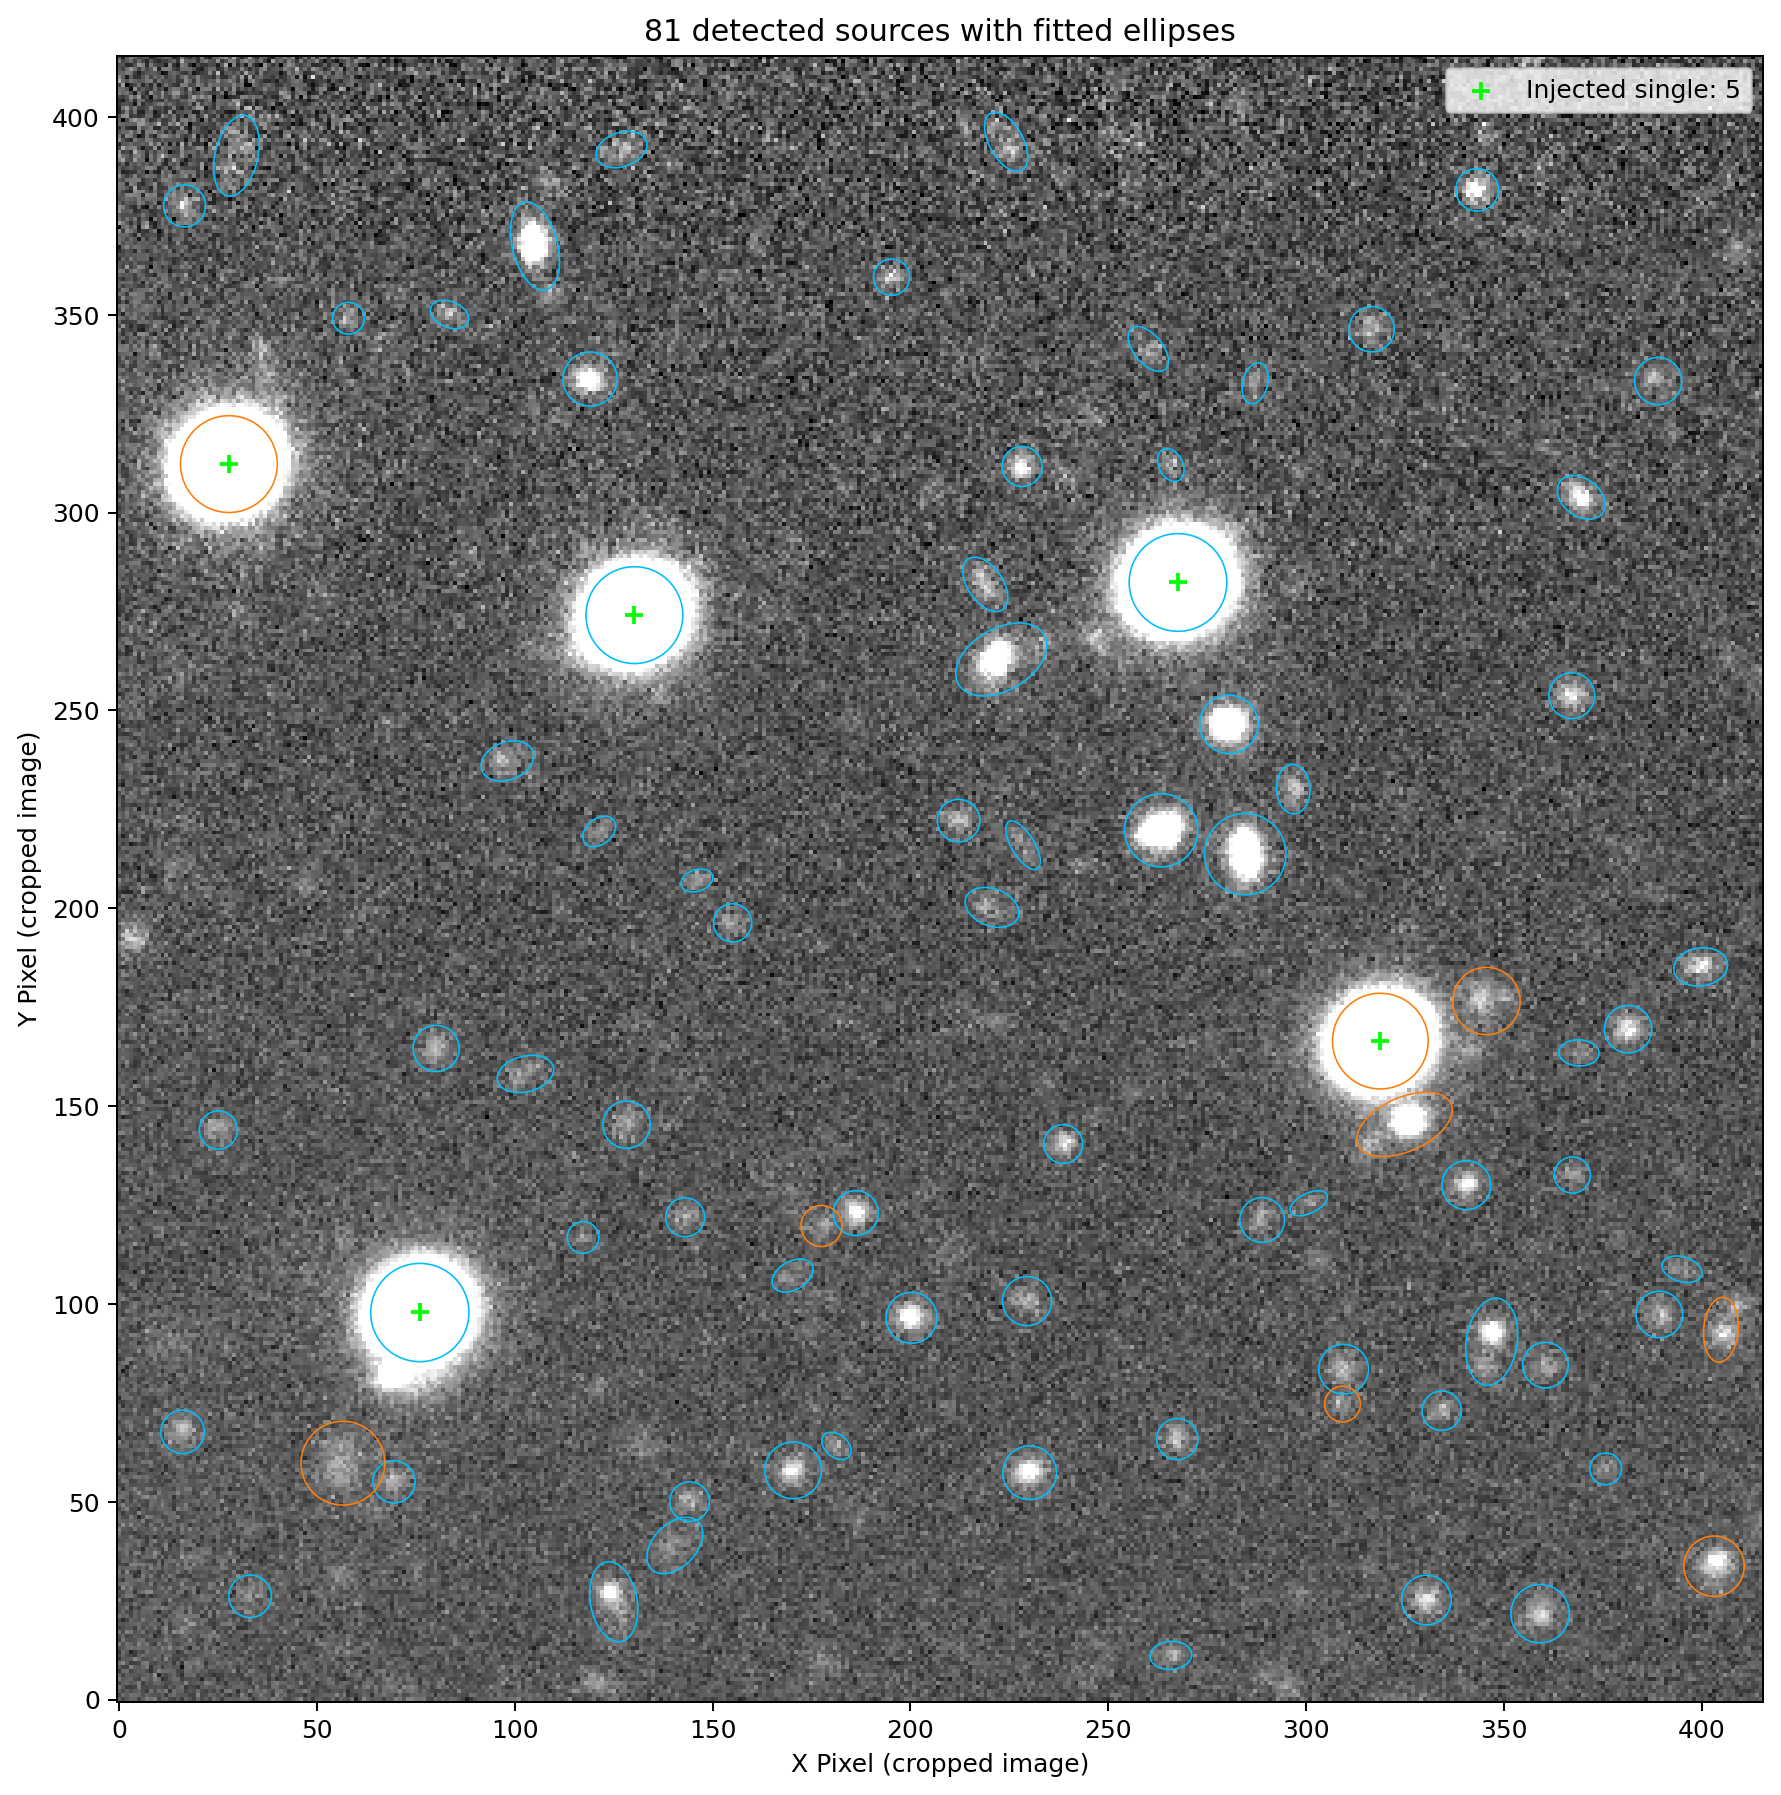 81 detected sources with fitted ellipses
Injected single: 5
400
350
300
250
200
150
100
50
0
Y Pixel (cropped image)
0 50 100 150 200 250 300 350 400
X Pixel (cropped image)